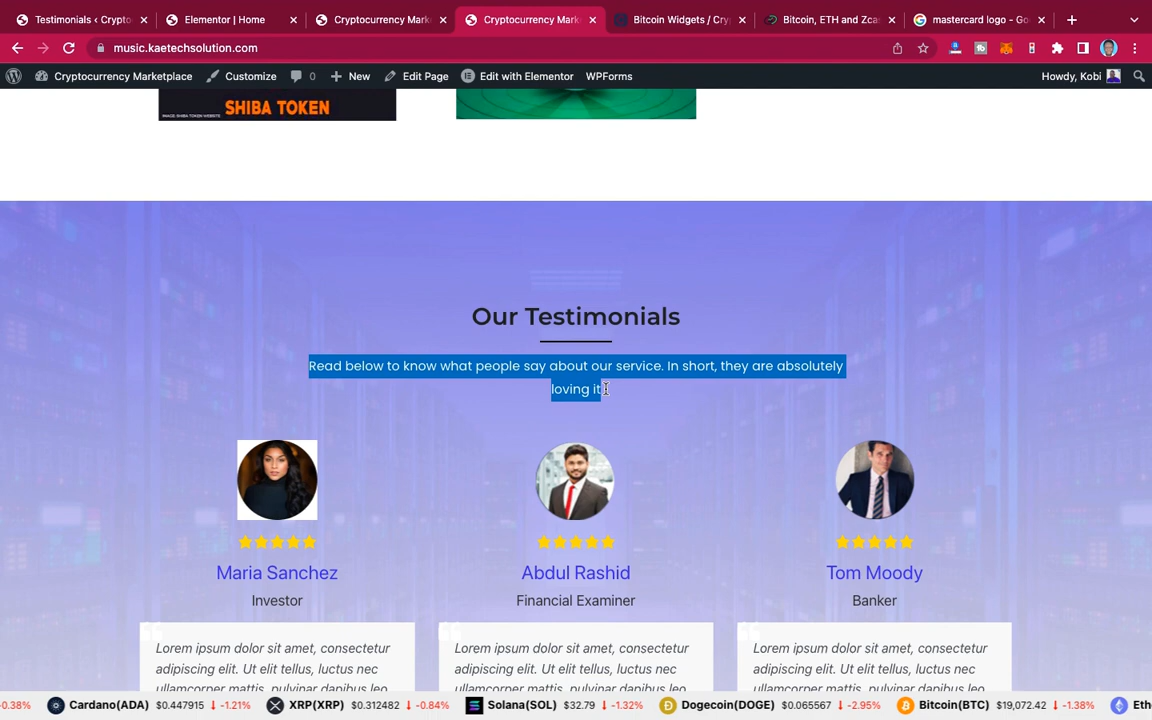 Testimonials ‹ Crypto
Elementor | Home
Cryptocurrency Mark
Cryptocurrency Mark
Bitcoin Widgets / Cry
Bitcoin, ETH and Zca
mastercard logo - Go
music.kaetechsolution.com
Cryptocurrency Marketplace
Customize
0
New
Edit Page
Edit with Elementor
WPForms
Howdy, Kobi
IMAGE: SHIBA TOKEN WEBSITE
SHIBA TOKEN
Our Testimonials
Read below to know what people say about our service. In short, they are absolutely
loving it
Maria Sanchez
Abdul Rashid
Tom Moody
Investor
Financial Examiner
Banker
Lorem ipsum dolor sit amet, consectetur
adipiscing elit. Ut elit tellus, luctus nec
ullamcorper mattis, pulvinar dapibus leo
Lorem ipsum dolor sit amet, consectetur
adipiscing elit. Ut elit tellus, luctus nec
ullamcorper mattis, pulvinar dapibus leo
Lorem ipsum dolor sit amet, consectetur
adipiscing elit. Ut elit tellus, luctus nec
ullamcorper mattis, pulvinar dapibus leo
-0.38% Cardano(ADA) $0.447915 ↓ -1.21% XRP(XRP) $0.312482 ↓ -0.84% Solana(SOL) $32.79 ↓ -1.32% Dogecoin(DOGE) $0.065567 ↓ -2.95% Bitcoin(BTC) $19,072.42 ↓ -1.38% Eth